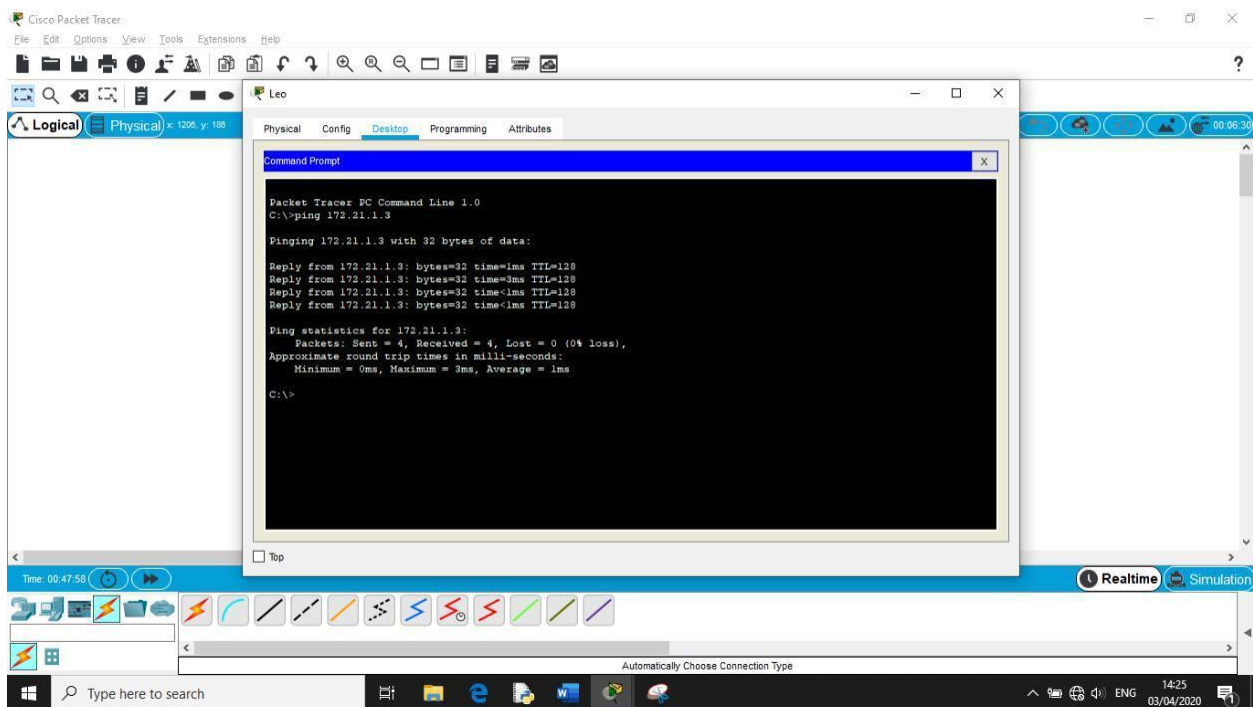 Cisco Packet Tracer
File Edit Options View Tools Extensions Help
?
Leo
Logical Physical x: 1206, y: 186
00:06:30
Physical Config Desktop Programming Attributes
Command Prompt
X
Packet Tracer PC Command Line 1.0
C:\>ping 172.21.1.3
Pinging 172.21.1.3 with 32 bytes of data:
Reply from 172.21.1.3: bytes=32 time=1ms TTL=128
Reply from 172.21.1.3: bytes=32 time=3ms TTL=128
Reply from 172.21.1.3: bytes=32 time<1ms TTL=128
Reply from 172.21.1.3: bytes=32 time<1ms TTL=128
Ping statistics for 172.21.1.3:
Packets: Sent = 4, Received = 4, Lost = 0 (0% loss),
Approximate round trip times in milli-seconds:
Minimum = 0ms, Maximum = 3ms, Average = 1ms
C:\>
Top
Time: 00:47:58
Realtime Simulation
Automatically Choose Connection Type
Type here to search
ENG
14:25
03/04/2020